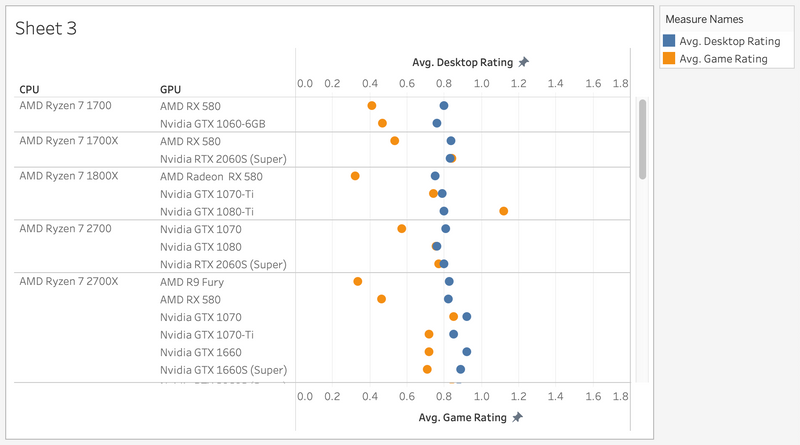 Sheet 3
Measure Names
Avg. Desktop Rating
Avg. Game Rating
Avg. Desktop Rating
0.0 0.2 0.4 0.6 0.8 1.0 1.2 1.4 1.6 1.8
CPU GPU
AMD Ryzen 7 1700 AMD RX 580
Nvidia GTX 1060-6GB
AMD Ryzen 7 1700X AMD RX 580
Nvidia RTX 2060S (Super)
AMD Ryzen 7 1800X AMD Radeon RX 580
Nvidia GTX 1070-Ti
Nvidia GTX 1080-Ti
AMD Ryzen 7 2700 Nvidia GTX 1070
Nvidia GTX 1080
Nvidia RTX 2060S (Super)
AMD Ryzen 7 2700X AMD R9 Fury
AMD RX 580
Nvidia GTX 1070
Nvidia GTX 1070-Ti
Nvidia GTX 1660
Nvidia GTX 1660S (Super)
0.0 0.2 0.4 0.6 0.8 1.0 1.2 1.4 1.6 1.8
Avg. Game Rating